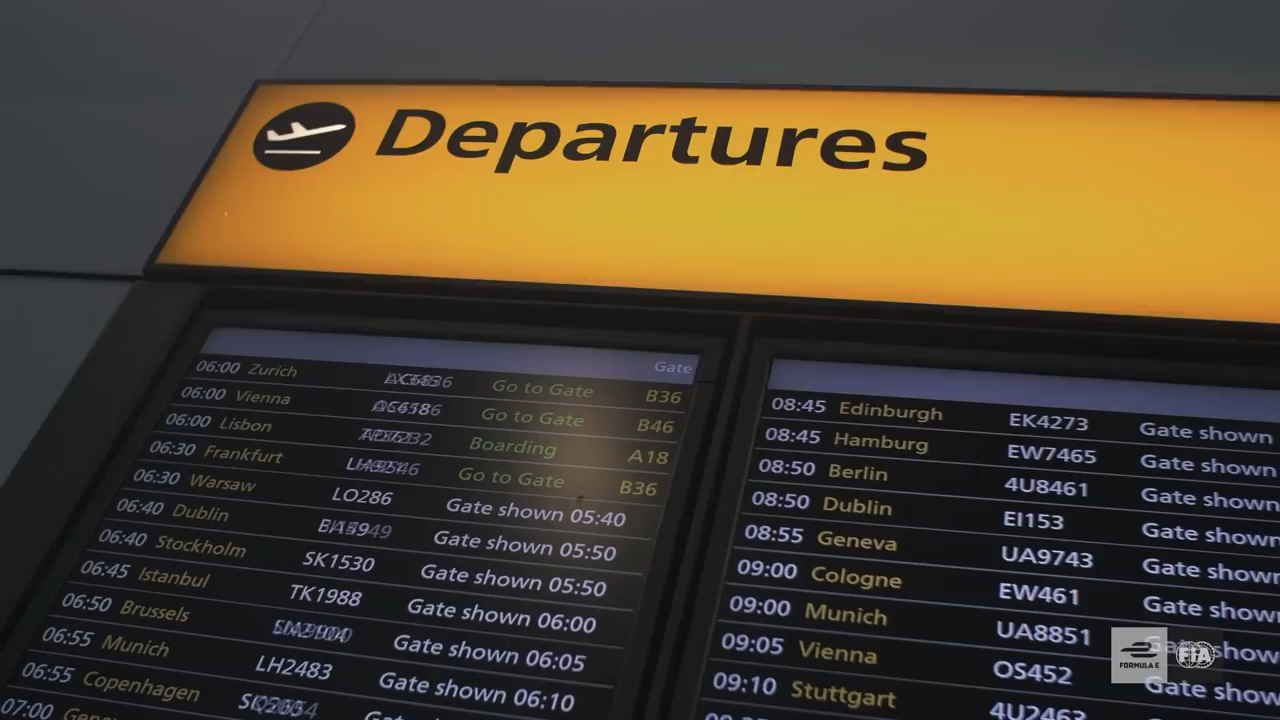 Departures
Gate
06:00 Zurich Go to Gate B36
06:00 Vienna Go to Gate B46
06:00 Lisbon Boarding A18
06:30 Frankfurt Go to Gate B36
06:30 Warsaw LO286 Gate shown 05:40
06:40 Dublin Gate shown 05:50
06:40 Stockholm SK1530 Gate shown 05:50
06:45 Istanbul TK1988 Gate shown 06:00
06:50 Brussels Gate shown 06:05
06:55 Munich LH2483 Gate shown 06:10
06:55 Copenhagen
07:00
08:45 Edinburgh EK4273 Gate shown
08:45 Hamburg EW7465 Gate shown
08:50 Berlin 4U8461 Gate shown
08:50 Dublin EI153 Gate shown
08:55 Geneva UA9743 Gate shown
09:00 Cologne EW461 Gate shown
09:00 Munich UA8851
09:05 Vienna OS452 Gate show
09:10 Stuttgart 4U2463
FORMULA E
FIA